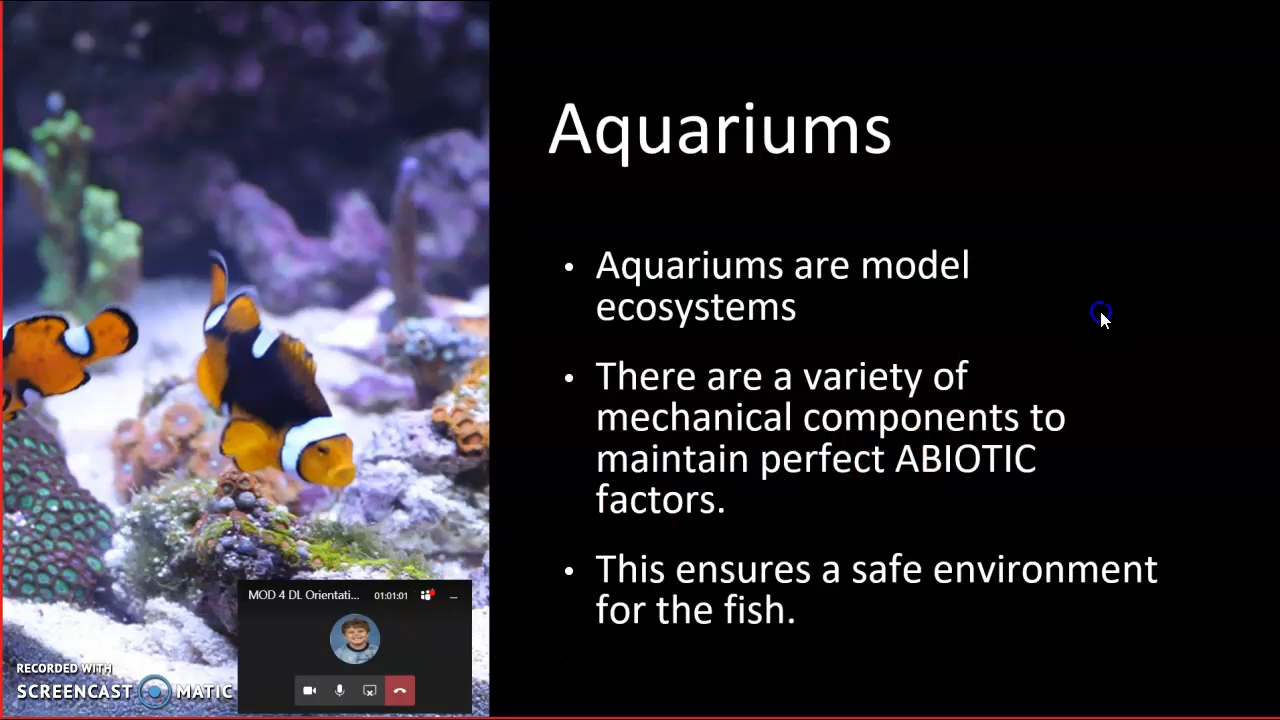 Aquariums
• Aquariums are model
ecosystems
• There are a variety of
mechanical components to
maintain perfect ABIOTIC
factors.
• This ensures a safe environment
for the fish.
MOD 4 DL Orientati... 01:01:01
RECORDED WITH
SCREENCAST MATIC